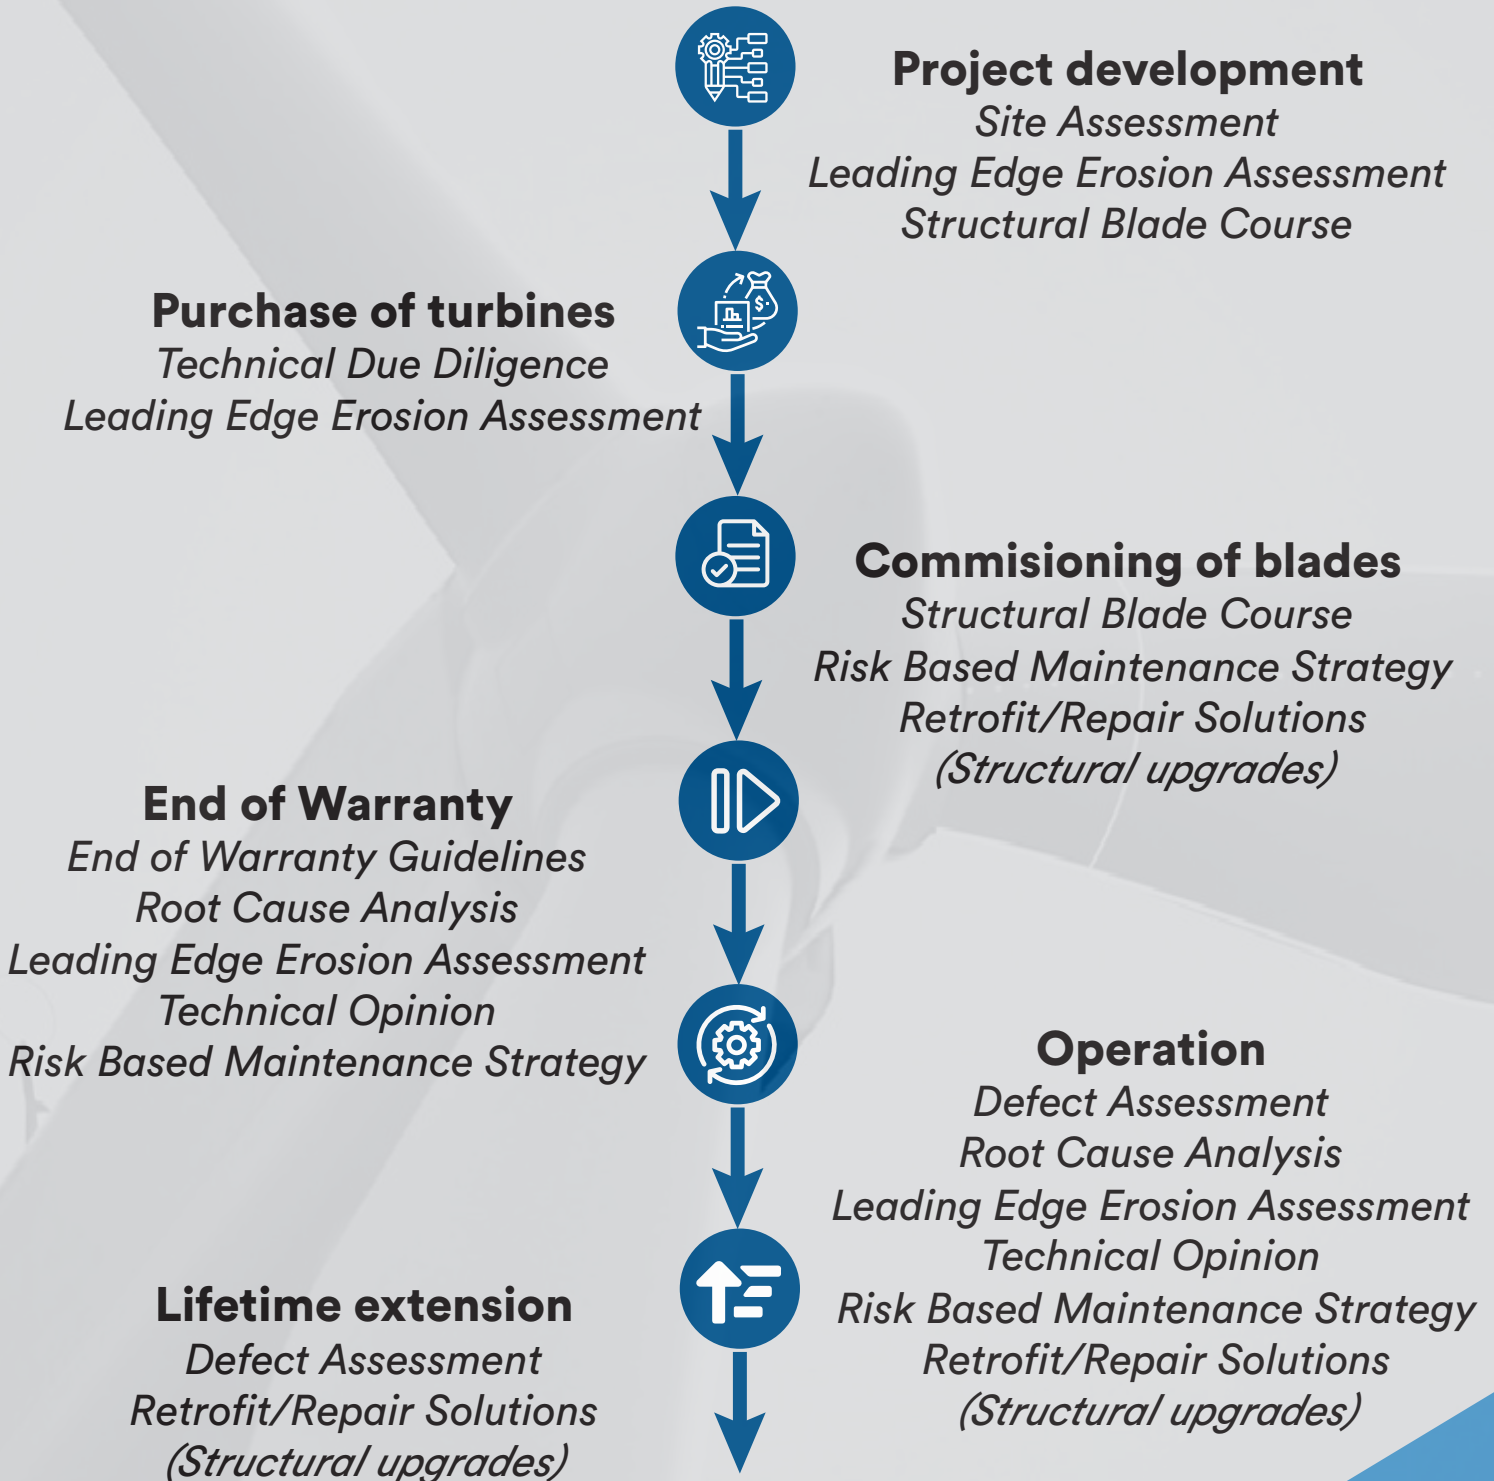 Project development
Site Assessment
Leading Edge Erosion Assessment
Structural Blade Course
Purchase of turbines
Technical Due Diligence
Leading Edge Erosion Assessment
Commisioning of blades
Structural Blade Course
Risk Based Maintenance Strategy
Retrofit/Repair Solutions
(Structural upgrades)
End of Warranty
End of Warranty Guidelines
Root Cause Analysis
Leading Edge Erosion Assessment
Technical Opinion
Risk Based Maintenance Strategy
Operation
Defect Assessment
Root Cause Analysis
Leading Edge Erosion Assessment
Technical Opinion
Risk Based Maintenance Strategy
Retrofit/Repair Solutions
(Structural upgrades)
Lifetime extension
Defect Assessment
Retrofit/Repair Solutions
(Structural upgrades)